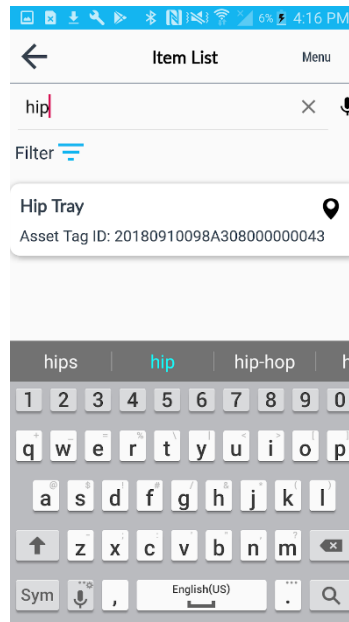 6% 4:16 PM
Item List Menu
hip
Filter
Hip Tray
Asset Tag ID: 20180910098A308000000043
hips hip hip-hop h
1 2 3 4 5 6 7 8 9 0
q w e r t y u i o p
a s d f g h j k l
z x c v b n m
Sym , English(US) .